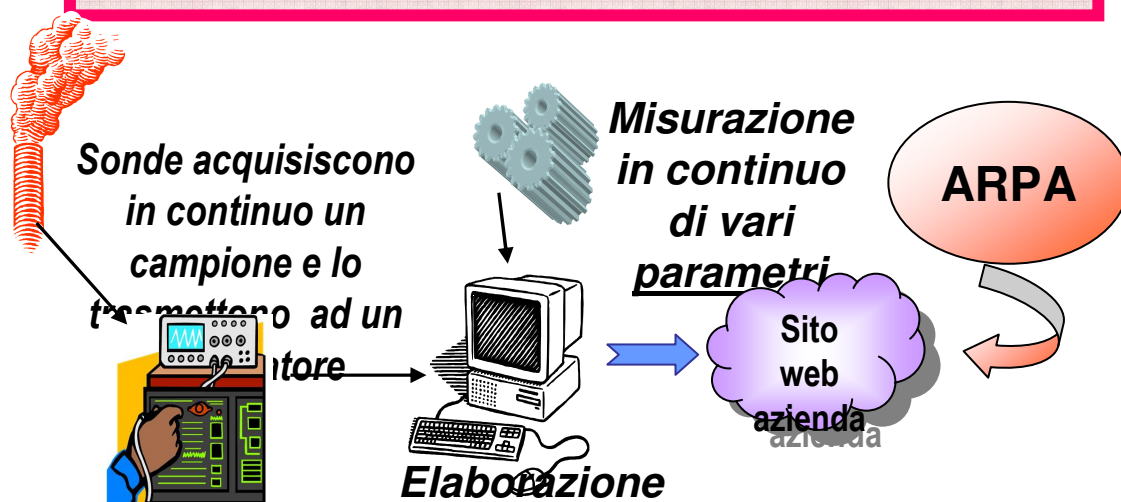 Sonde acquisiscono
in continuo un
campione e lo
trasmettono ad un
Misurazione
in continuo
di vari
parametri
ARPA
Sito
web
azienda
Elaborazione